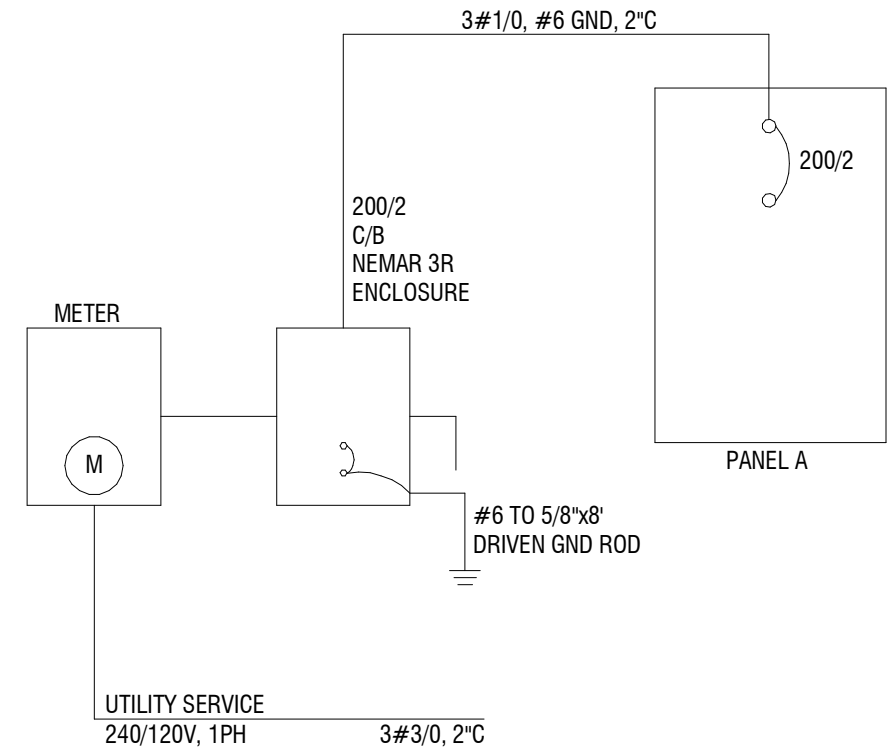 3#1/0, #6 GND, 2"C
200/2
200/2
C/B
NEMAR 3R
ENCLOSURE
METER
M
PANEL A
#6 TO 5/8"x8'
DRIVEN GND ROD
UTILITY SERVICE
240/120V, 1PH 3#3/0, 2"C